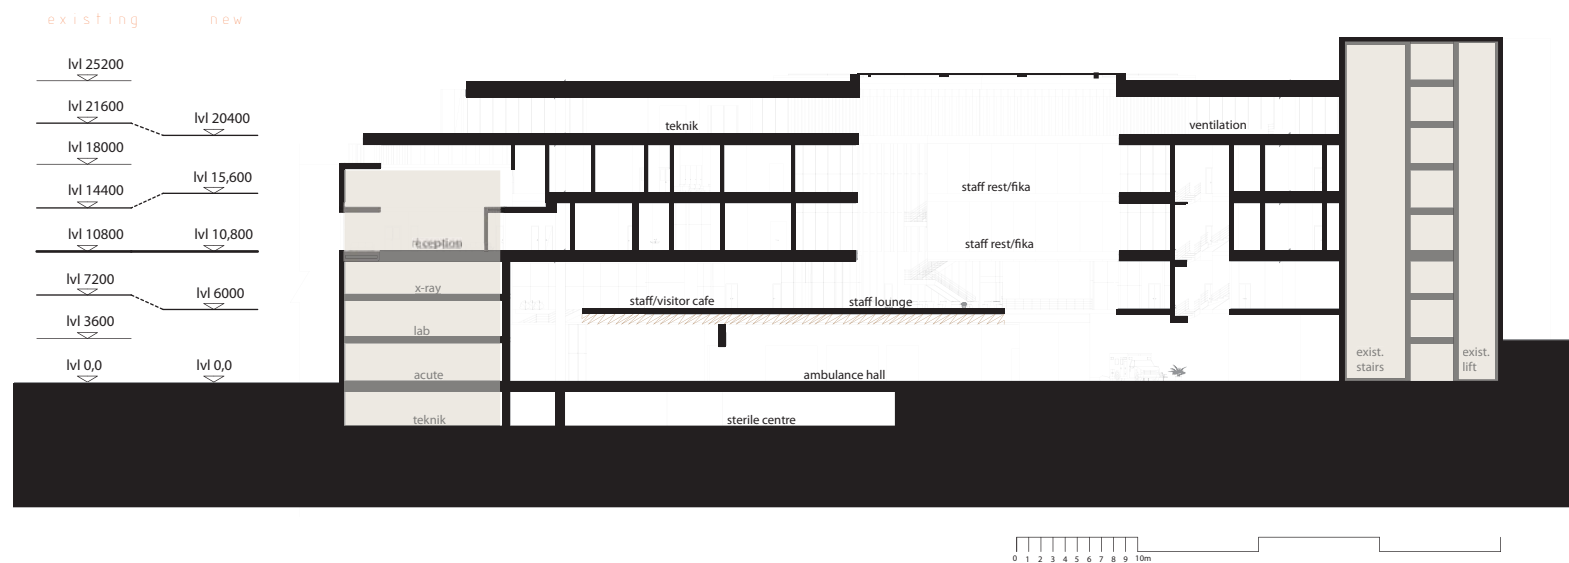 existing new
lvl 25200
lvl 21600
lvl 20400
lvl 18000
lvl 14400
lvl 15,600
lvl 10800
lvl 10,800
lvl 7200
lvl 6000
lvl 3600
lvl 0,0
lvl 0,0
teknik
ventilation
staff rest/fika
staff rest/fika
x-ray
staff/visitor cafe
staff lounge
lab
acute
ambulance hall
teknik
sterile centre
exist.
stairs
exist.
lift
0 1 2 3 4 5 6 7 8 9 10m